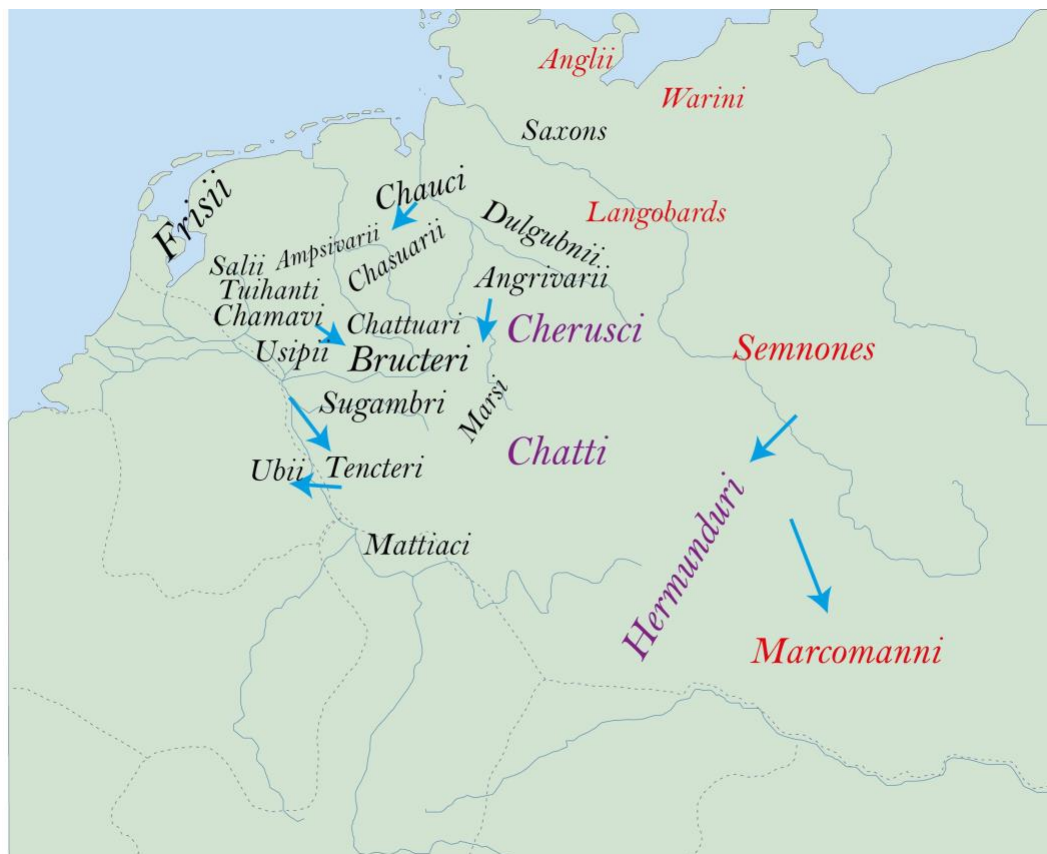 Anglii
Warini
Saxons
Frisii
Chauci
Langobards
Dulgubnii
Ampsivarii
Chasuarii
Salii
Tuihanti
Angrivarii
Chamavi
Chattuari
Cherusci
Usipii
Bructeri
Semnones
Sugambri
Marsi
Chatti
Ubii
Tencteri
Mattiaci
Hermunduri
Marcomanni